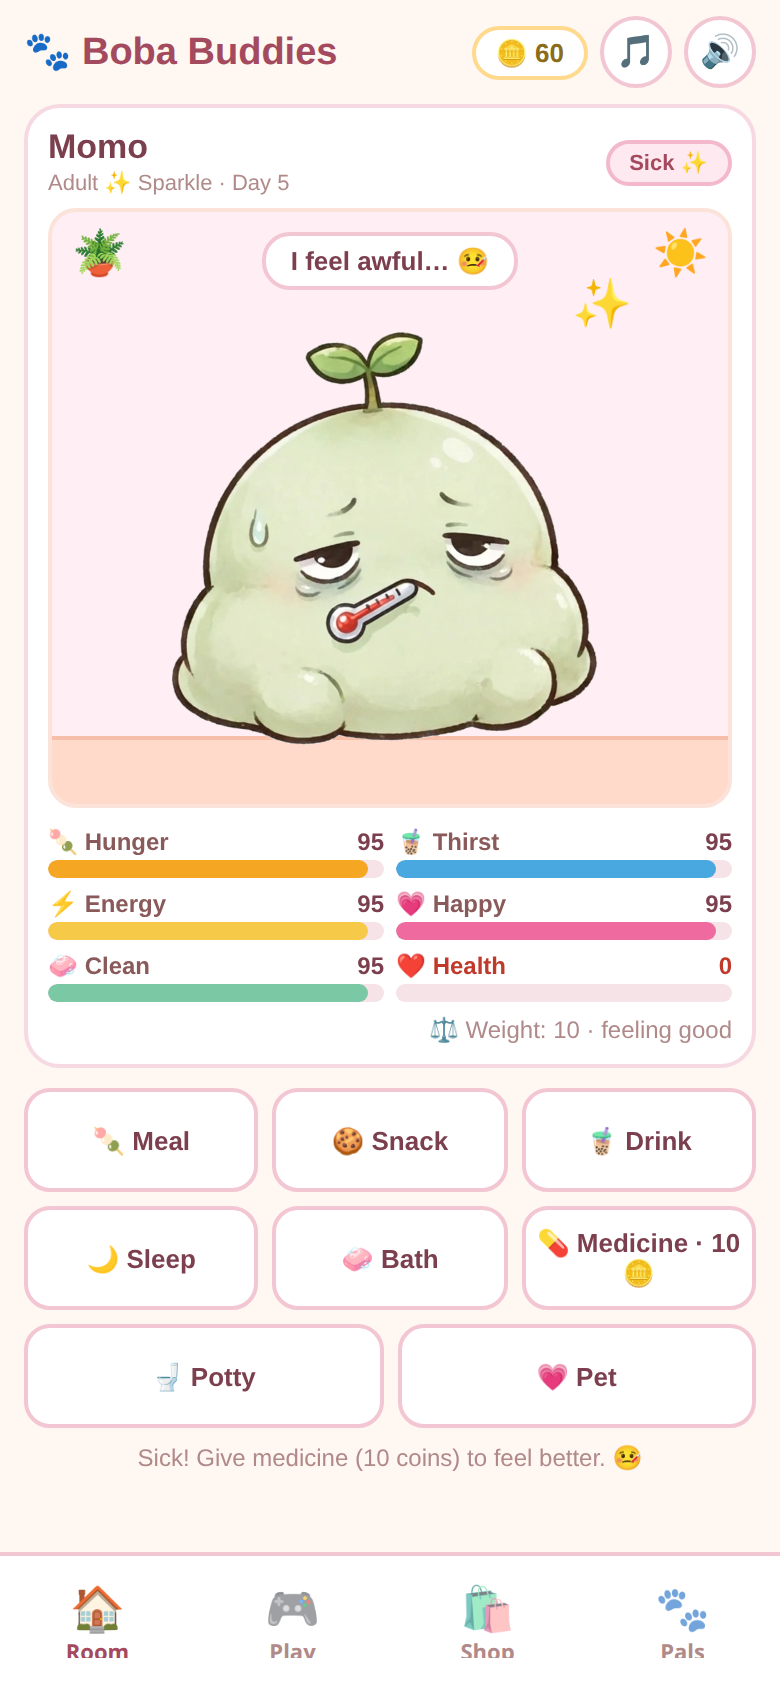 🐾 Boba Buddies
🪙 60
Momo
Adult ✨ Sparkle · Day 5
Sick ✨
I feel awful… 🤒
🍡 Hunger 95
🧋 Thirst 95
⚡ Energy 95
💗 Happy 95
🧼 Clean 95
❤️ Health 0
⚖️ Weight: 10 · feeling good
🍡 Meal
🍪 Snack
🧋 Drink
🌙 Sleep
🧼 Bath
💊 Medicine · 10
🪙
🚽 Potty
💗 Pet
Sick! Give medicine (10 coins) to feel better. 🤒
Room
Play
Shop
Pals